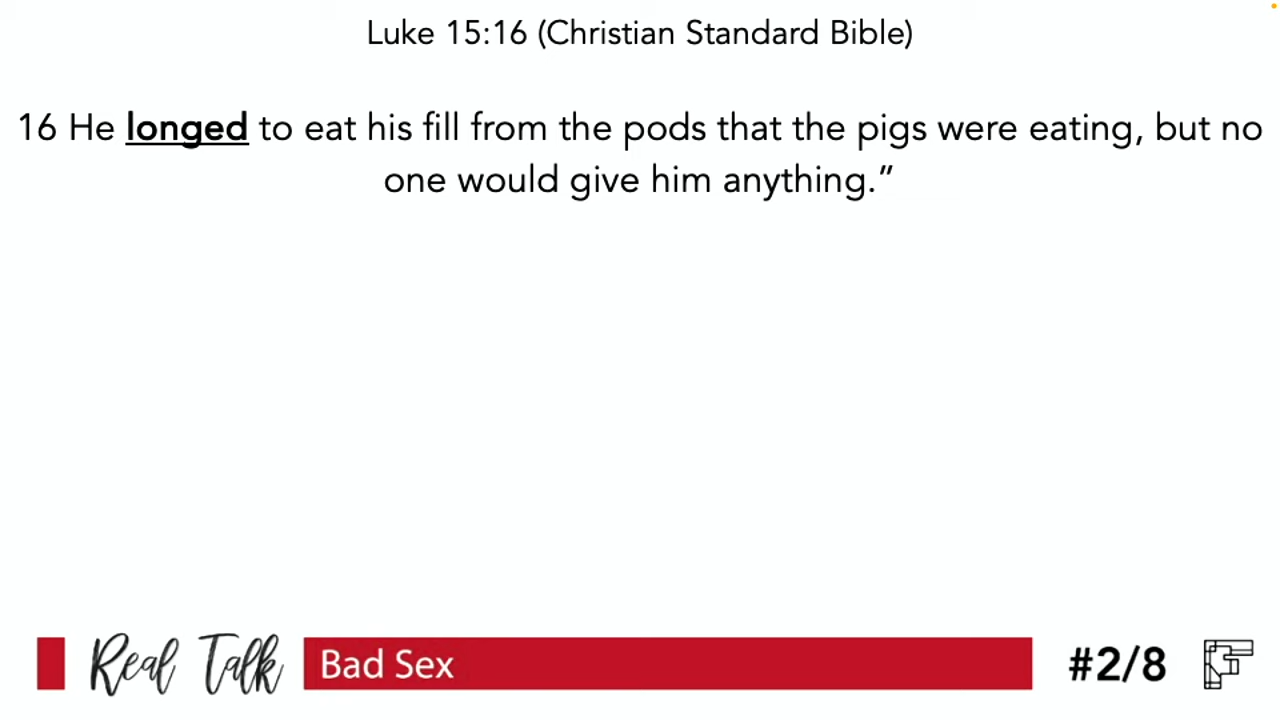 Luke 15:16 (Christian Standard Bible)
16 He longed to eat his fill from the pods that the pigs were eating, but no
one would give him anything.”
Real Talk Bad Sex #2/8